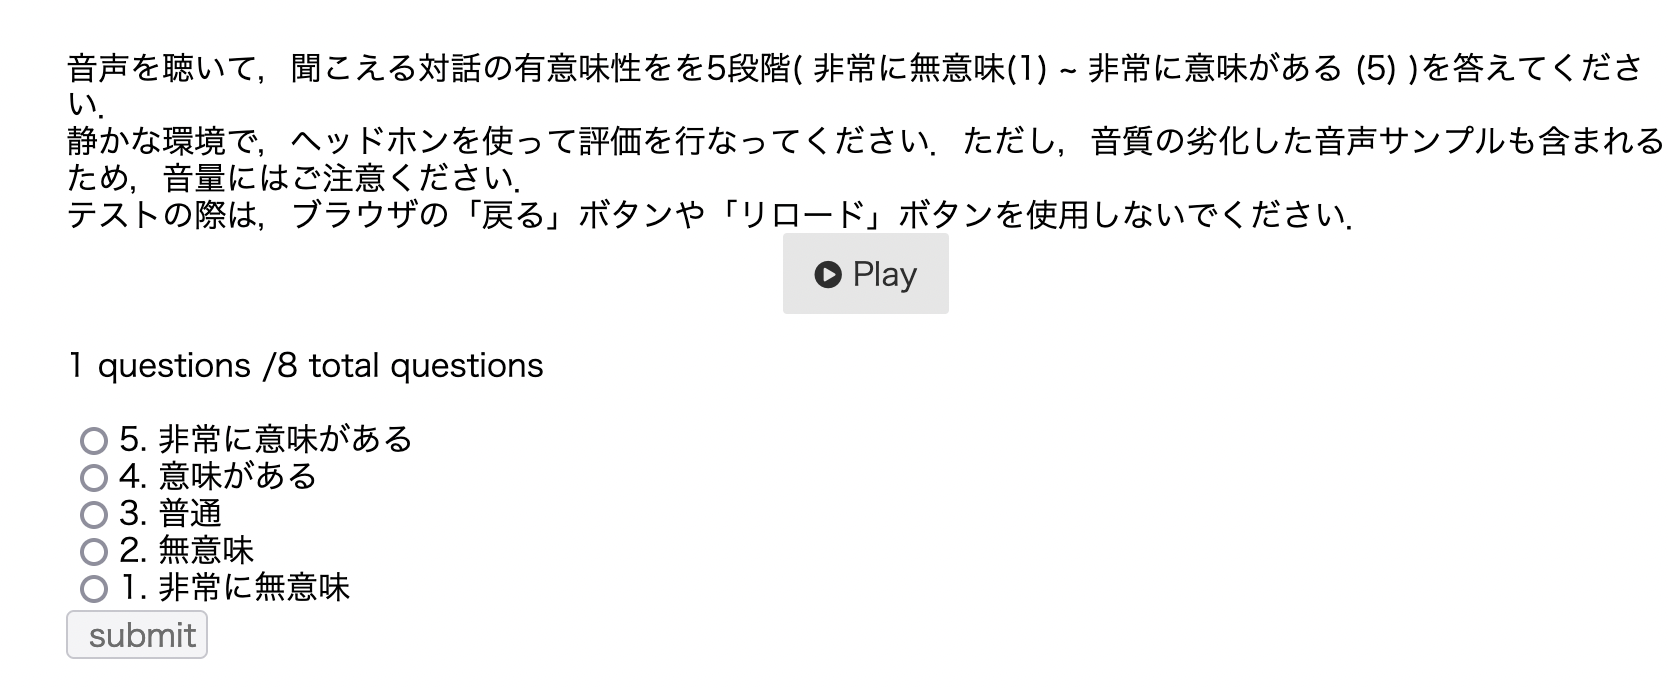 音声を聴いて，聞こえる対話の有意味性をを5段階( 非常に無意味(1) ~ 非常に意味がある (5) )を答えてくださ
い．
静かな環境で，ヘッドホンを使って評価を行なってください．ただし，音質の劣化した音声サンプルも含まれる
ため，音量にはご注意ください．
テストの際は，ブラウザの「戻る」ボタンや「リロード」ボタンを使用しないでください．
Play
1 questions /8 total questions
5. 非常に意味がある
4. 意味がある
3. 普通
2. 無意味
1. 非常に無意味
submit